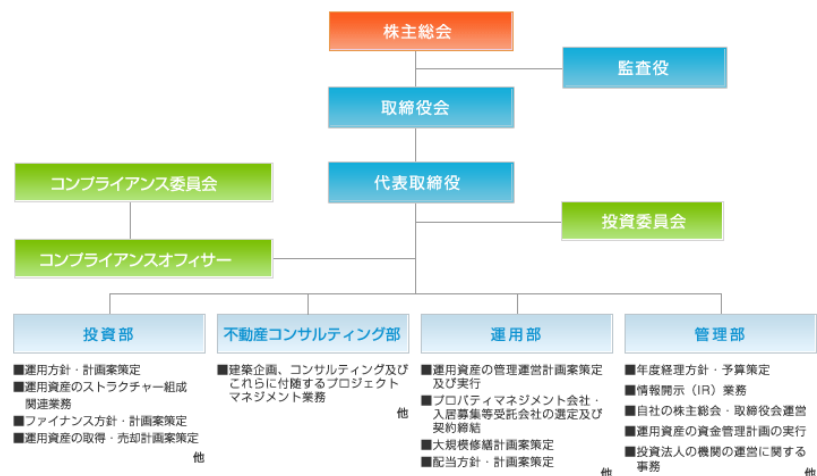 株主総会
監査役
取締役会
代表取締役
コンプライアンス委員会
投資委員会
コンプライアンスオフィサー
投資部
■運用方針・計画案策定
■運用資産のストラクチャー組成
関連業務
■ファイナンス方針・計画案策定
■運用資産の取得・売却計画案策定
他
不動産コンサルティング部
■建築企画、コンサルティング及び
これらに付随するプロジェクト
マネジメント業務
他
運用部
■運用資産の管理運営計画案策定
及び実行
■プロパティマネジメント会社・
入居募集等受託会社の選定及び
契約締結
■大規模修繕計画案策定
■配当方針・計画案策定
他
管理部
■年度経理方針・予算策定
■情報開示（IR）業務
■自社の株主総会・取締役会運営
■運用資産の資金管理計画の実行
■投資法人の機関の運営に関する
事務
他